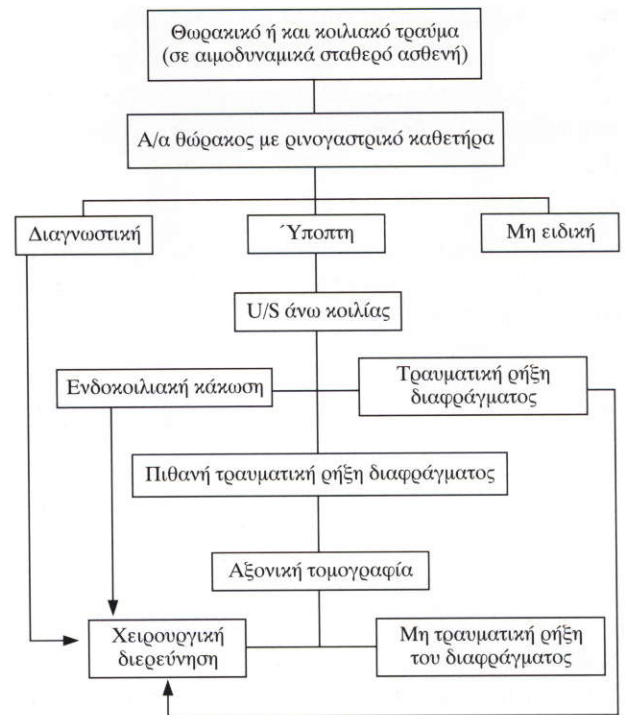 Θωρακικό ή και κοιλιακό τραύμα
(σε αιμοδυναμικά σταθερό ασθενή)
Α/α θώρακος με ρινογαστρικό καθετήρα
Διαγνωστική
Ύποπτη
Μη ειδική
U/S άνω κοιλίας
Ενδοκοιλιακή κάκωση
Τραυματική ρήξη
διαφράγματος
Πιθανή τραυματική ρήξη διαφράγματος
Αξονική τομογραφία
Χειρουργική
διερεύνηση
Μη τραυματική ρήξη
του διαφράγματος